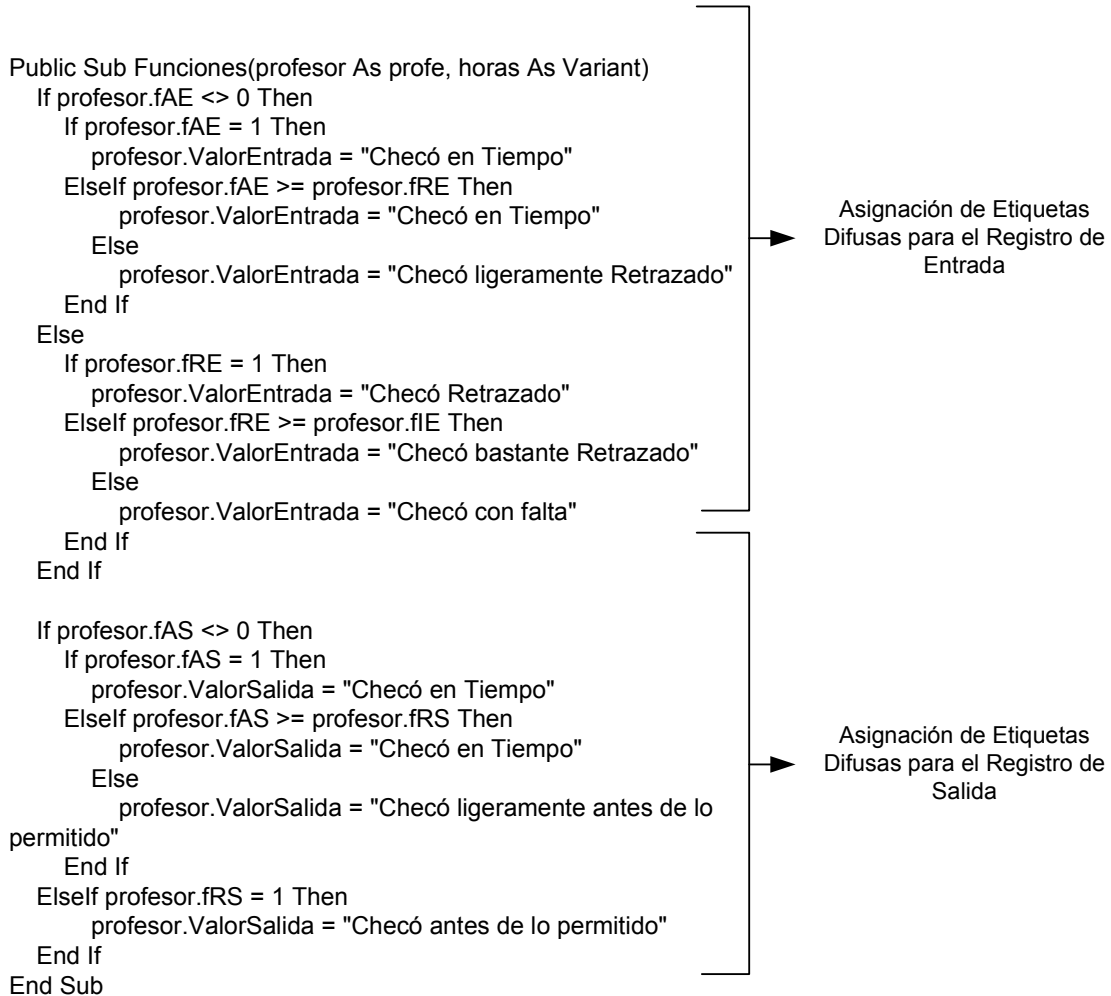 Public Sub Funciones(profesor As profe, horas As Variant)
If profesor.fAE <> 0 Then
If profesor.fAE = 1 Then
profesor.ValorEntrada = "Checó en Tiempo"
ElseIf profesor.fAE >= profesor.fRE Then
profesor.ValorEntrada = "Checó en Tiempo"
Else
profesor.ValorEntrada = "Checó ligeramente Retrazado"
End If
Else
If profesor.fRE = 1 Then
profesor.ValorEntrada = "Checó Retrazado"
ElseIf profesor.fRE >= profesor.fIE Then
profesor.ValorEntrada = "Checó bastante Retrazado"
Else
profesor.ValorEntrada = "Checó con falta"
End If
End If
Asignación de Etiquetas
Difusas para el Registro de
Entrada
If profesor.fAS <> 0 Then
If profesor.fAS = 1 Then
profesor.ValorSalida = "Checó en Tiempo"
ElseIf profesor.fAS >= profesor.fRS Then
profesor.ValorSalida = "Checó en Tiempo"
Else
profesor.ValorSalida = "Checó ligeramente antes de lo
permitido"
End If
ElseIf profesor.fRS = 1 Then
profesor.ValorSalida = "Checó antes de lo permitido"
End If
End Sub
Asignación de Etiquetas
Difusas para el Registro de
Salida